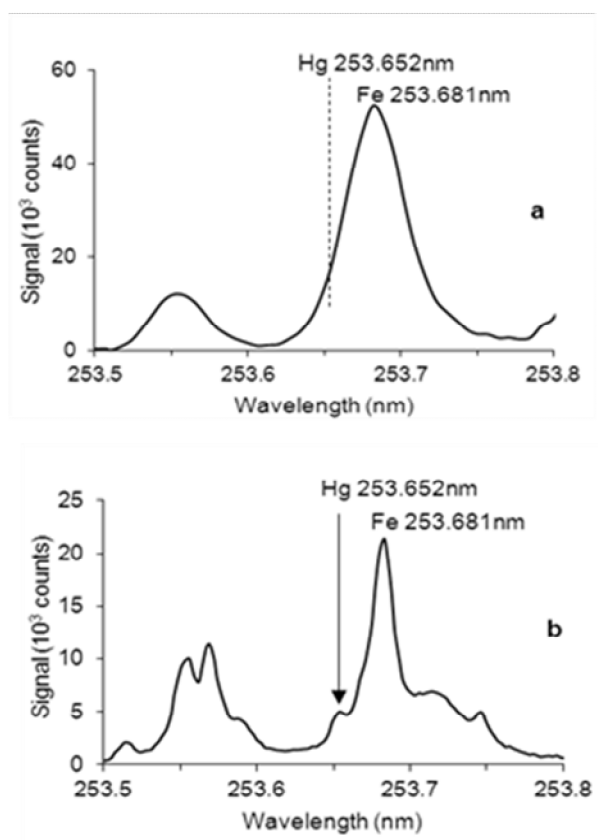 Hg 253.652nm
Fe 253.681nm
60
40
20
0
Signal (10³ counts)
a
253.5 253.6 253.7 253.8
Wavelength (nm)
Hg 253.652nm
Fe 253.681nm
25
20
15
10
5
0
Signal (10³ counts)
b
253.5 253.6 253.7 253.8
Wavelength (nm)